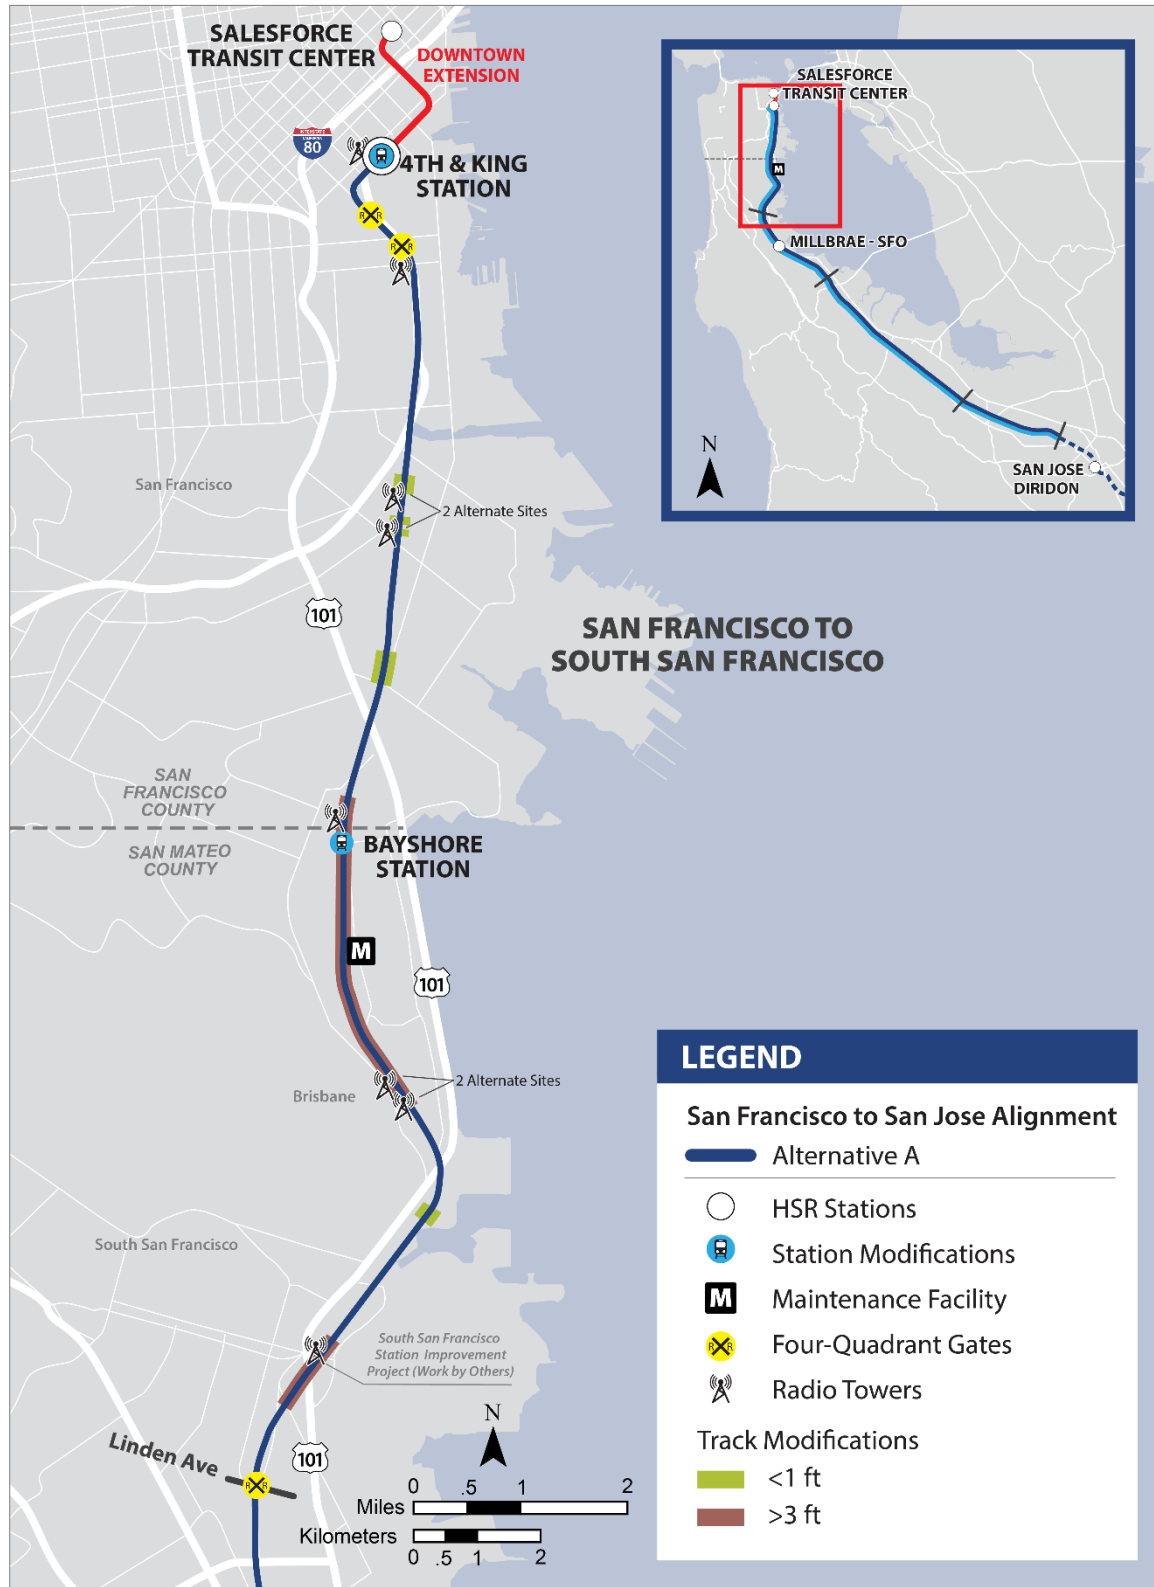 SALESFORCE
TRANSIT CENTER
DOWNTOWN
EXTENSION
INTERSTATE
CALIFORNIA
80
4TH & KING
STATION
R R
R R
San Francisco
2 Alternate Sites
101
SAN FRANCISCO TO
SOUTH SAN FRANCISCO
SAN
FRANCISCO
COUNTY
SAN MATEO
COUNTY
BAYSHORE
STATION
M
101
2 Alternate Sites
Brisbane
South San Francisco
South San Francisco
Station Improvement
Project (Work by Others)
Linden Ave
R R
101
N
0 .5 1 2
Miles
Kilometers
0 .5 1 2
SALESFORCE
TRANSIT CENTER
M
MILLBRAE - SFO
N
SAN JOSE
DIRIDON
LEGEND
San Francisco to San Jose Alignment
Alternative A
HSR Stations
Station Modifications
M Maintenance Facility
R R Four-Quadrant Gates
Radio Towers
Track Modifications
<1 ft
>3 ft